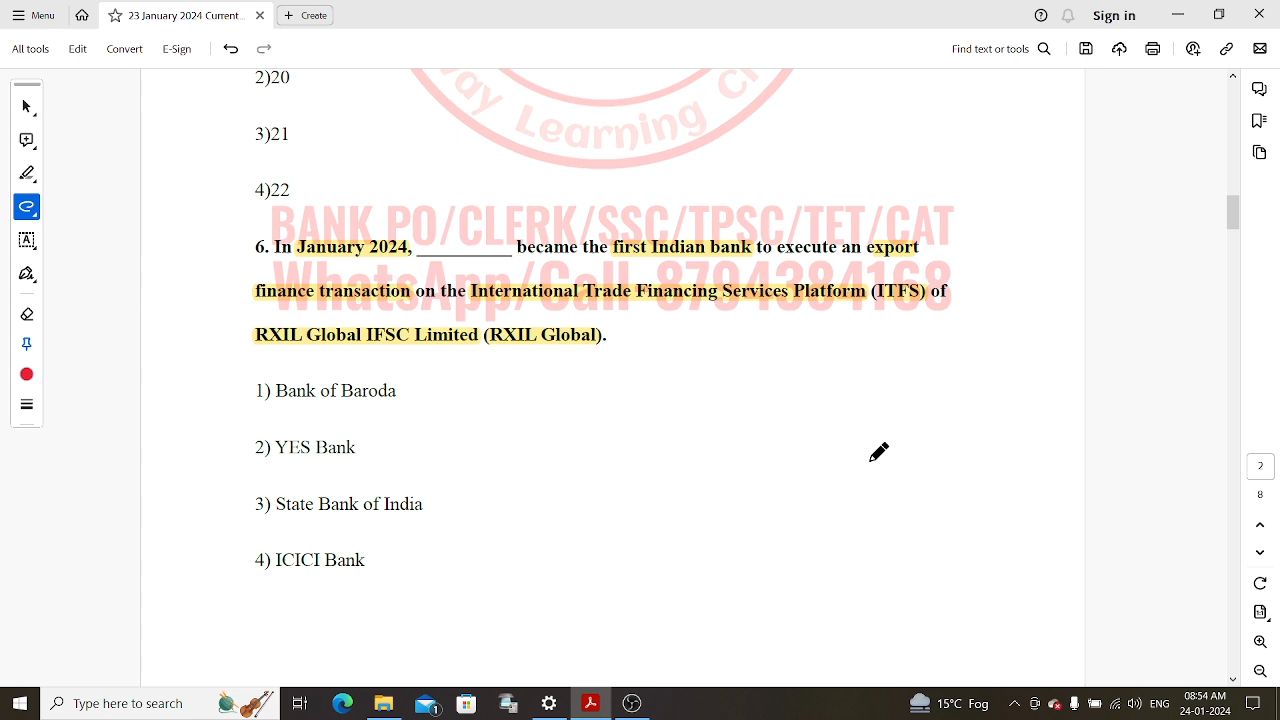 Menu
23 January 2024 Current...
Create
Sign in
All tools
Edit
Convert
E-Sign
Find text or tools
2)20
way Learning
3)21
4)22
BANK PO/CLERK/SSC/TPSC/TET/CAT
6. In January 2024, __________ became the first Indian bank to execute an export
WhatsApp/Call 8794384168
finance transaction on the International Trade Financing Services Platform (ITFS) of
RXIL Global IFSC Limited (RXIL Global).
1) Bank of Baroda
2) YES Bank
3) State Bank of India
4) ICICI Bank
2
8
Type here to search
1
15°C Fog
ENG
08:54 AM
24-01-2024